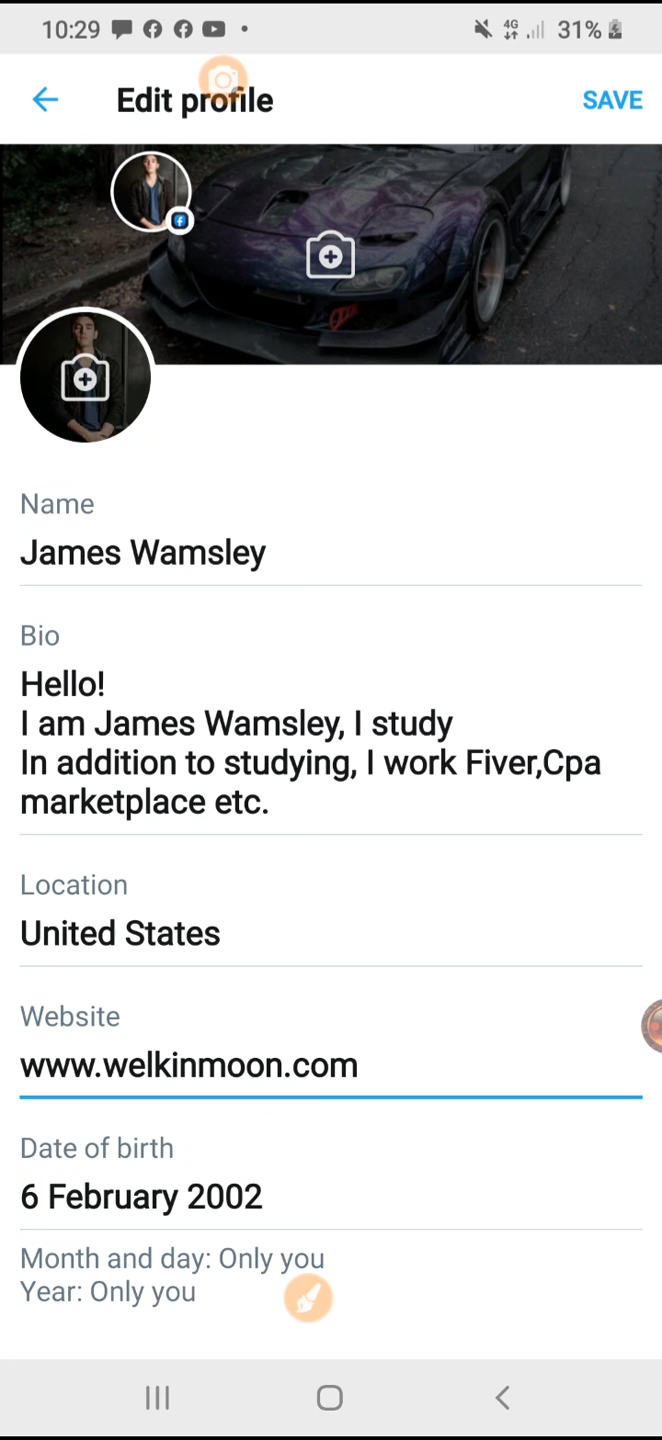 10:29
4G
31%
Edit profile
SAVE
Name
James Wamsley
Bio
Hello!
I am James Wamsley, I study
In addition to studying, I work Fiver,Cpa
marketplace etc.
Location
United States
Website
www.welkinmoon.com
Date of birth
6 February 2002
Month and day: Only you
Year: Only you